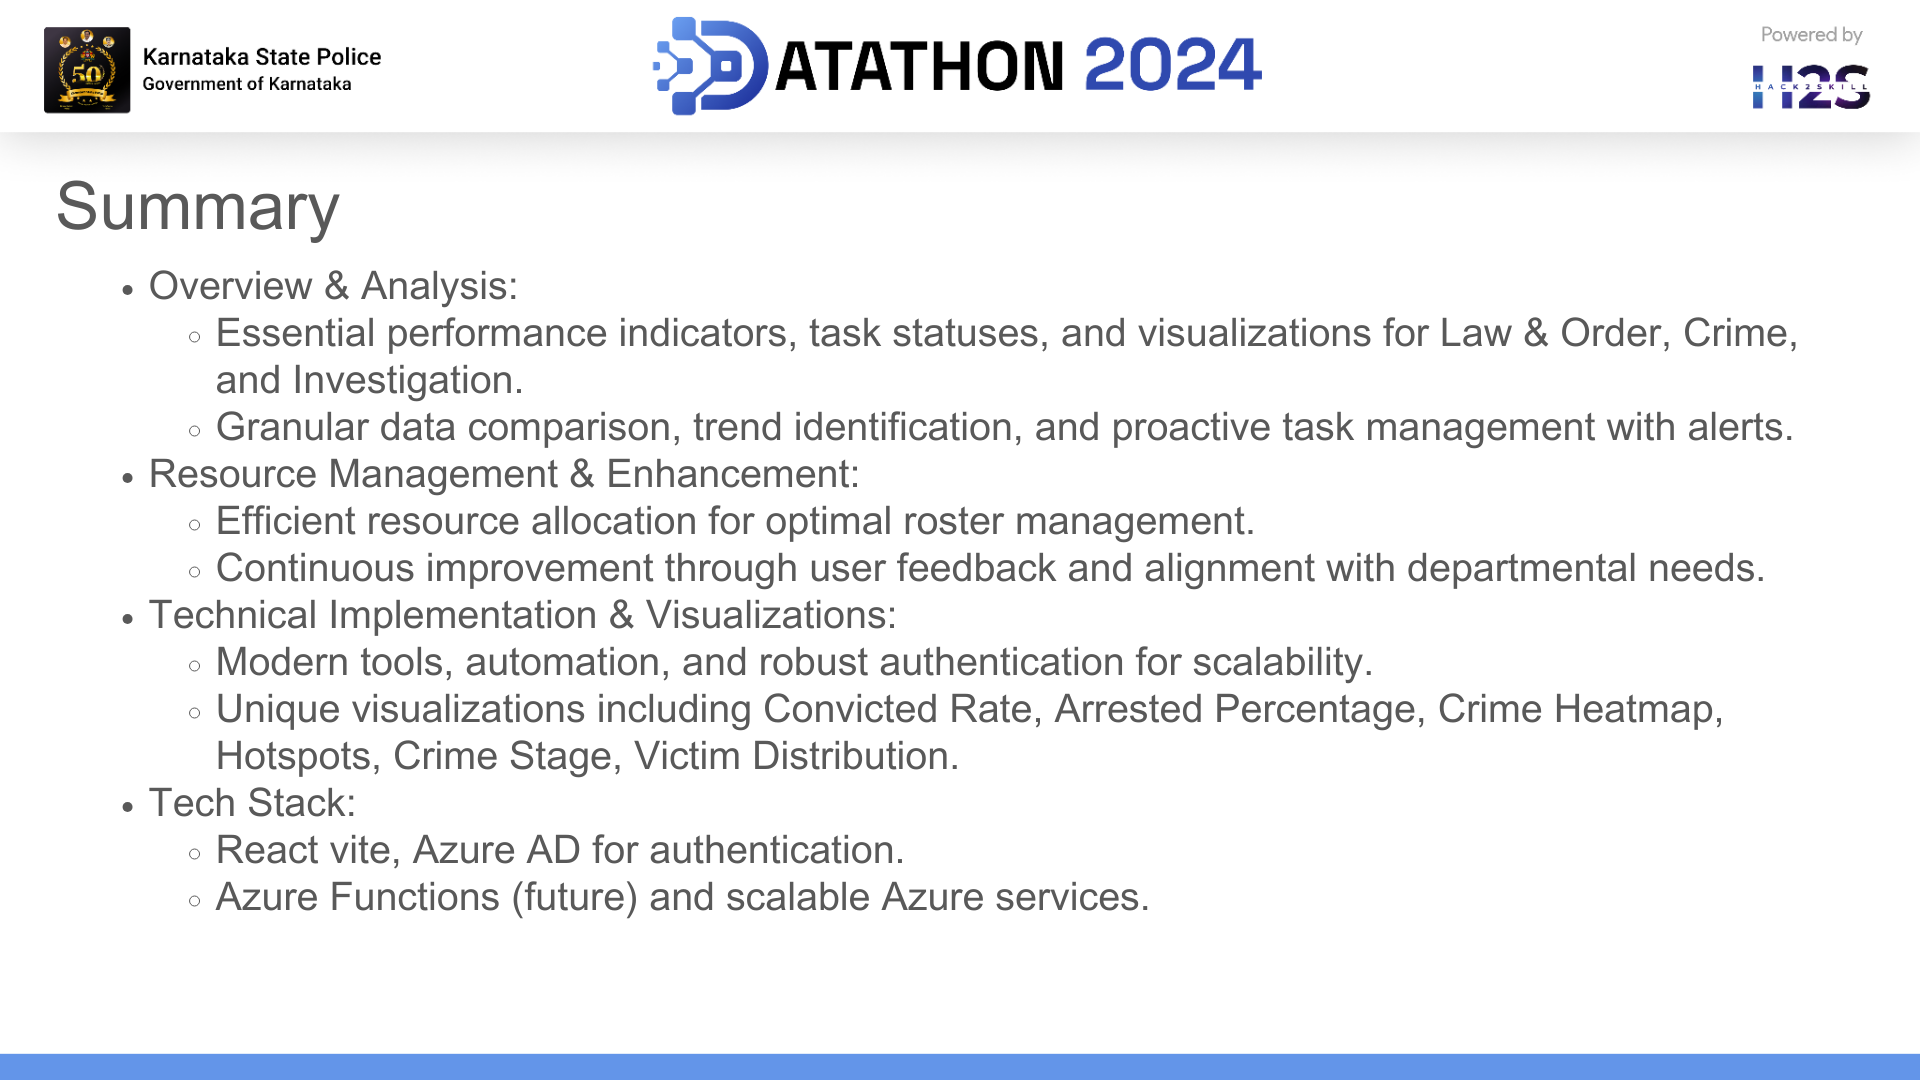 50
Karnataka State Police
Government of Karnataka
DATATHON 2024
Powered by
H2S
HACK2SKILL
Summary
• Overview & Analysis:
○ Essential performance indicators, task statuses, and visualizations for Law & Order, Crime,
and Investigation.
○ Granular data comparison, trend identification, and proactive task management with alerts.
• Resource Management & Enhancement:
○ Efficient resource allocation for optimal roster management.
○ Continuous improvement through user feedback and alignment with departmental needs.
• Technical Implementation & Visualizations:
○ Modern tools, automation, and robust authentication for scalability.
○ Unique visualizations including Convicted Rate, Arrested Percentage, Crime Heatmap,
Hotspots, Crime Stage, Victim Distribution.
• Tech Stack:
○ React vite, Azure AD for authentication.
○ Azure Functions (future) and scalable Azure services.